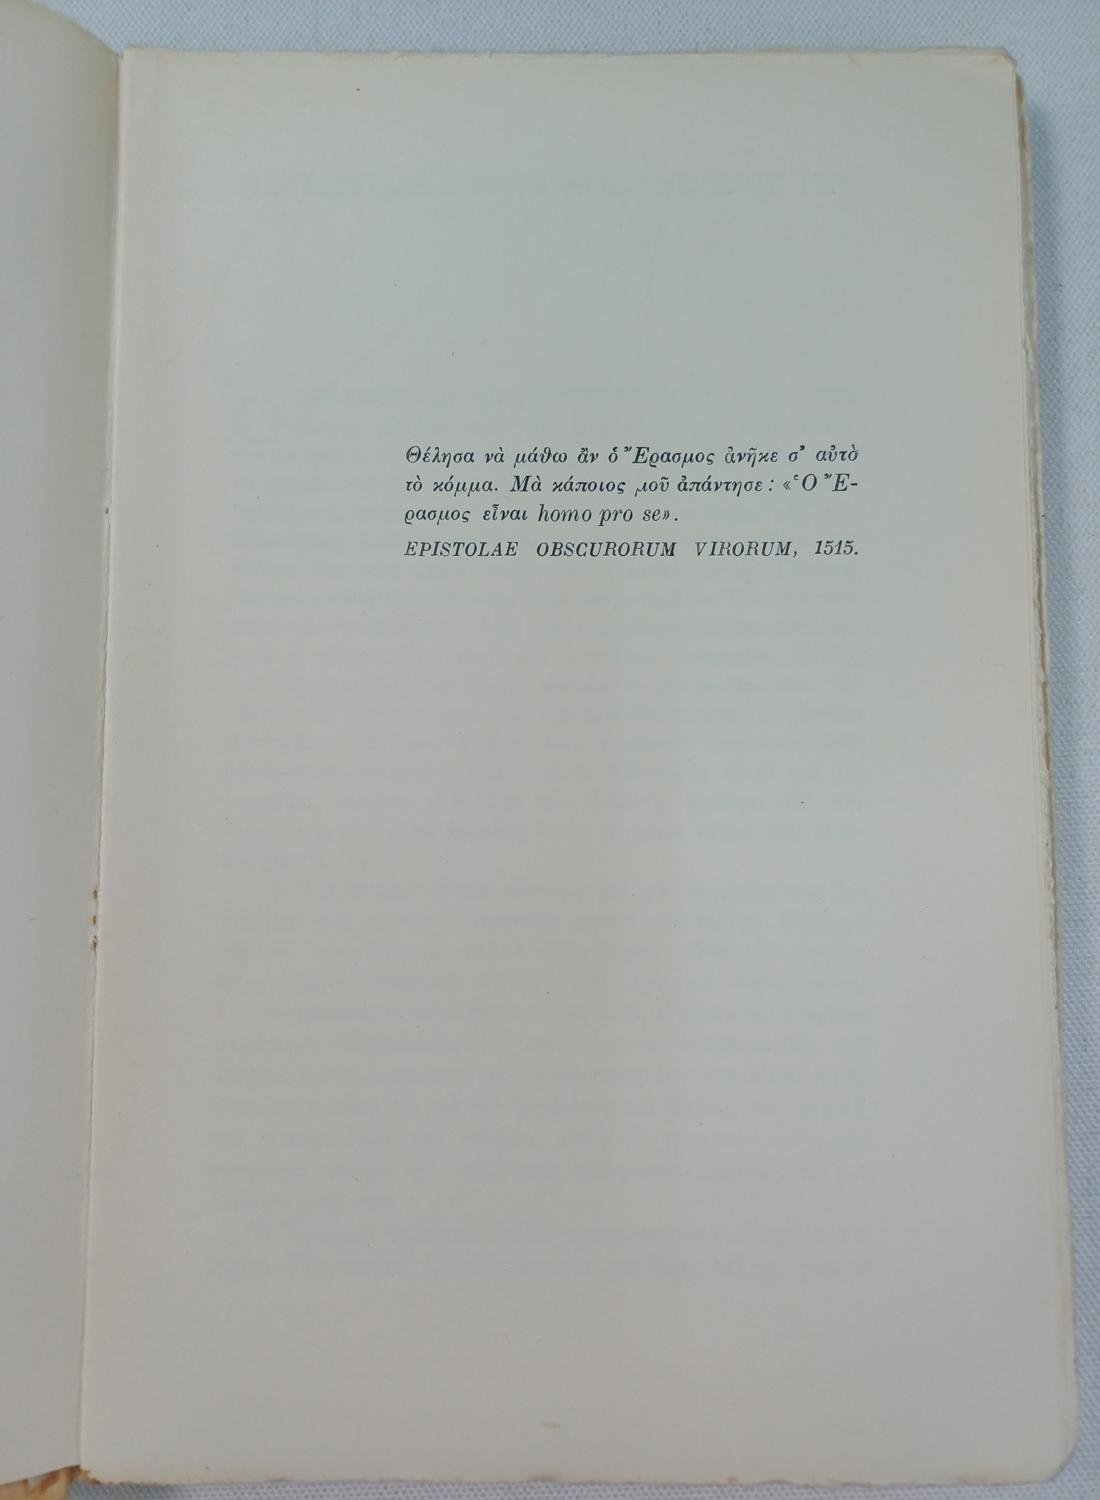 Θέλησα νὰ μάθω ἂν ὁ Ἔρασμος ἀνῆκε σ' αὐτὸ
τὸ κόμμα. Μὰ κάποιος μοῦ ἀπάντησε: «Ὁ Ἔ-
ρασμος εἶναι homo pro se».
EPISTOLAE OBSCURORUM VIRORUM, 1515.